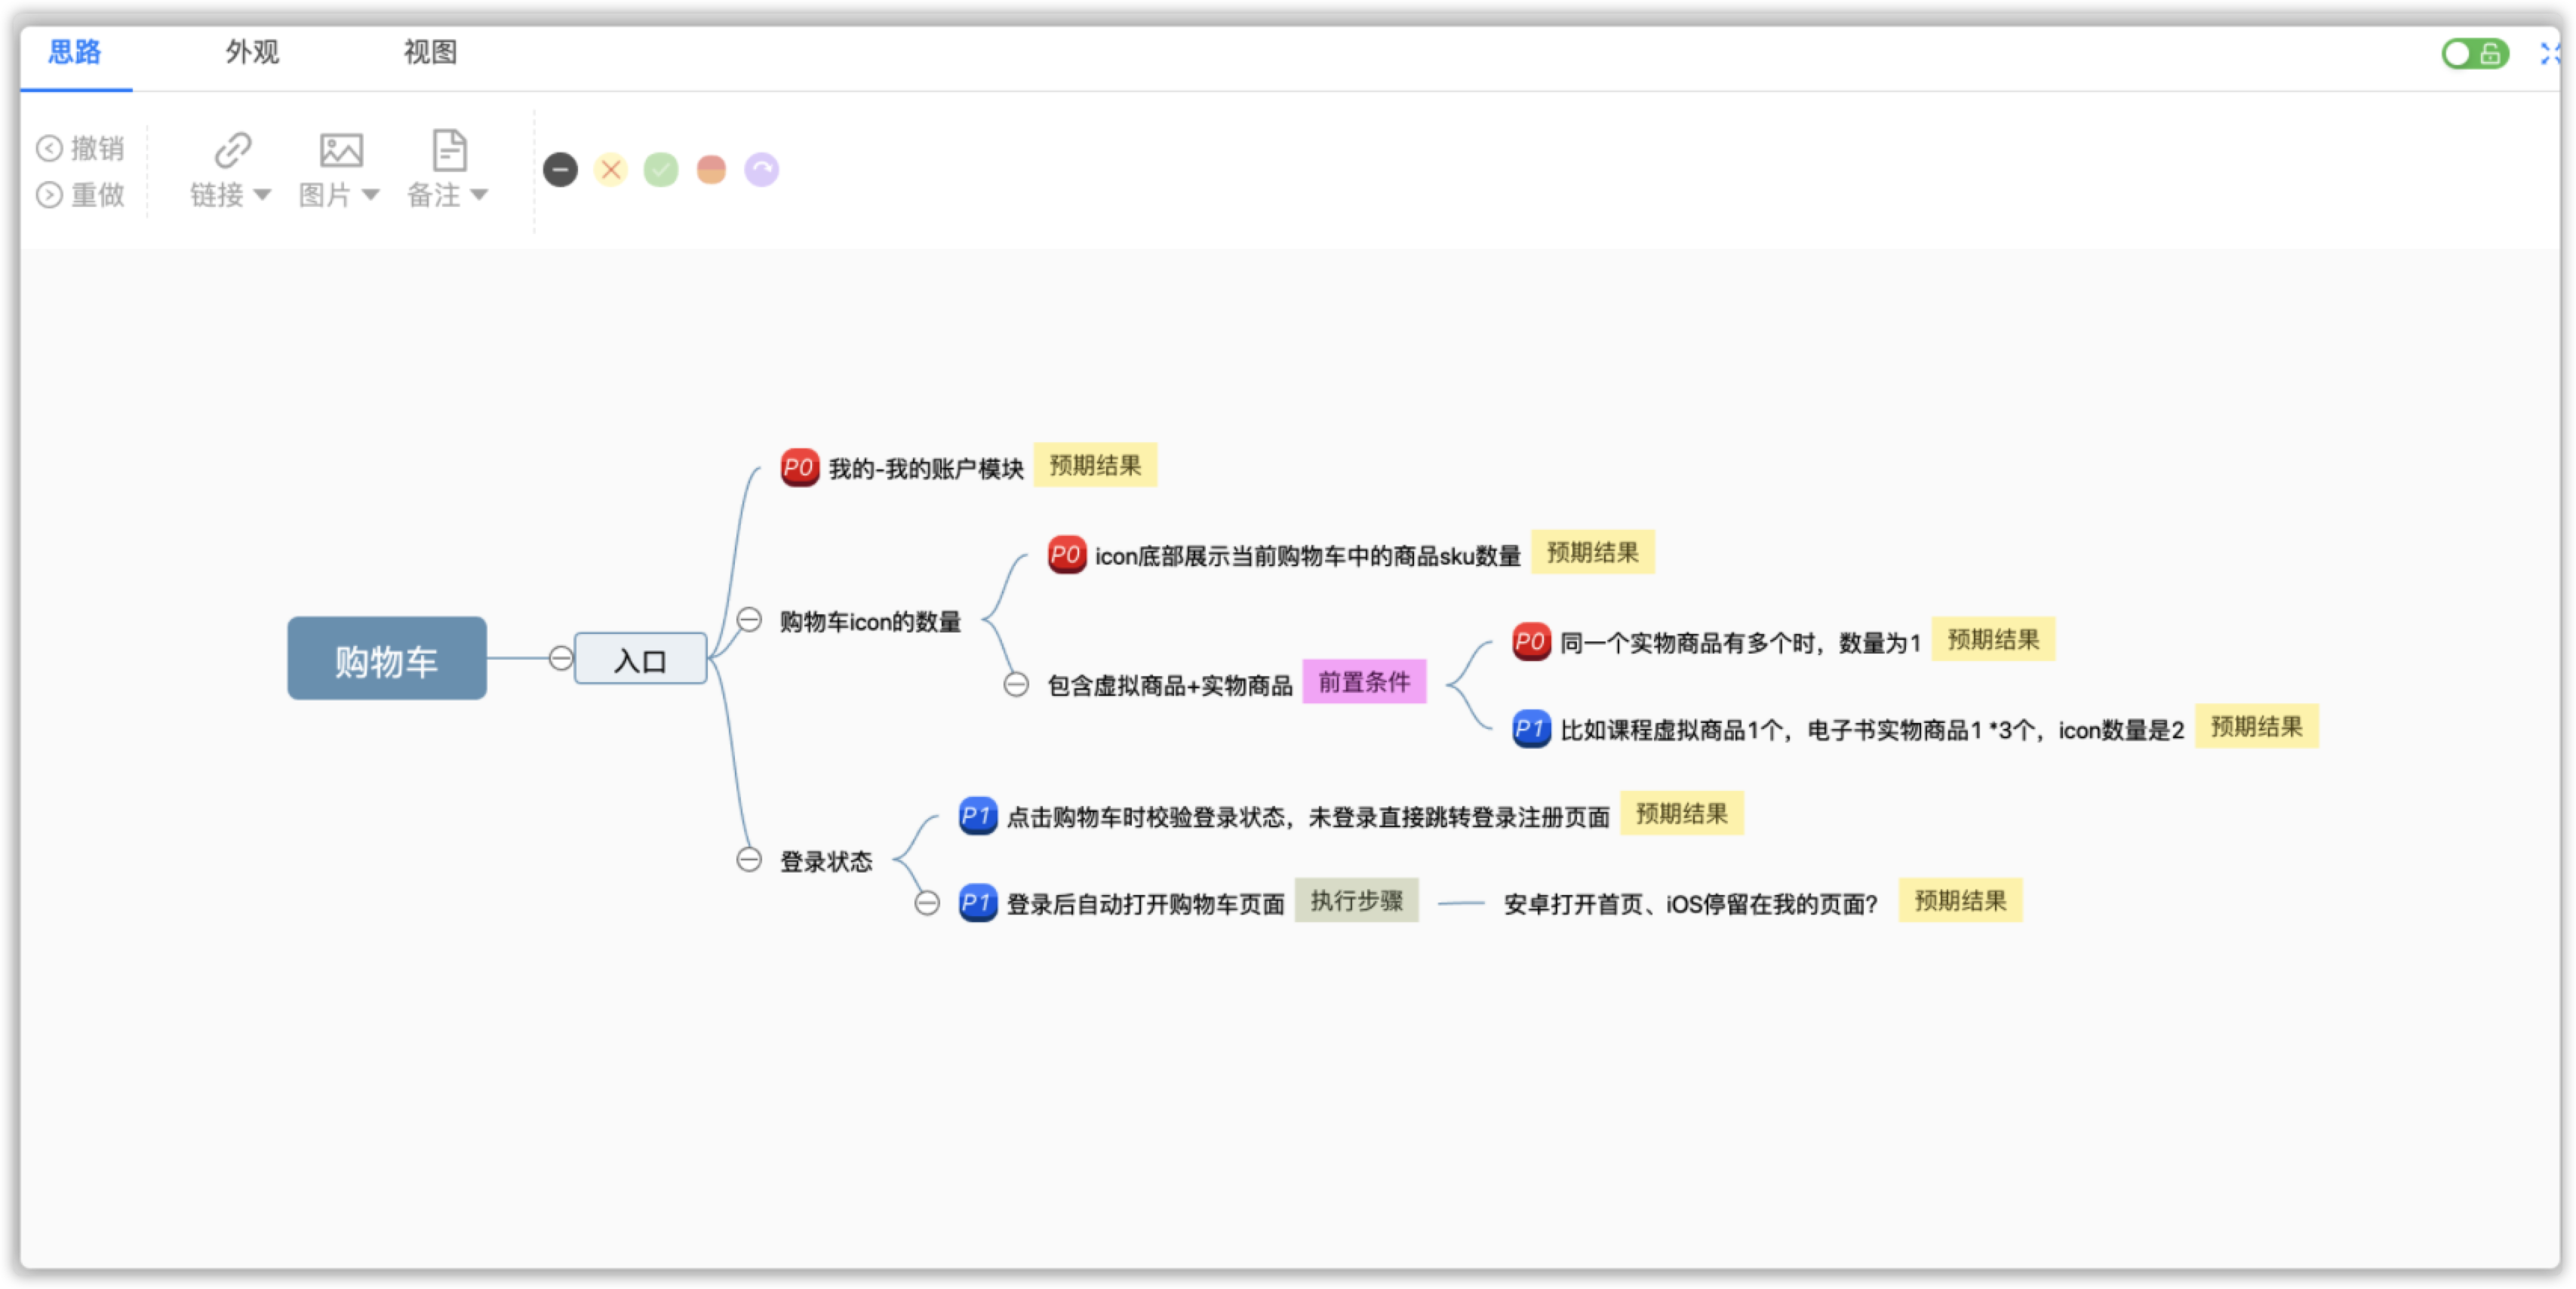 思路 外观 视图
撤销
重做
链接 图片 备注
P0 我的-我的账户模块 预期结果
P0 icon底部展示当前购物车中的商品sku数量 预期结果
购物车icon的数量
P0 同一个实物商品有多个时，数量为1 预期结果
购物车
入口
包含虚拟商品+实物商品 前置条件
P1 比如课程虚拟商品1个，电子书实物商品1 *3个，icon数量是2 预期结果
P1 点击购物车时校验登录状态，未登录直接跳转登录注册页面 预期结果
登录状态
P1 登录后自动打开购物车页面 执行步骤
安卓打开首页、iOS停留在我的页面? 预期结果